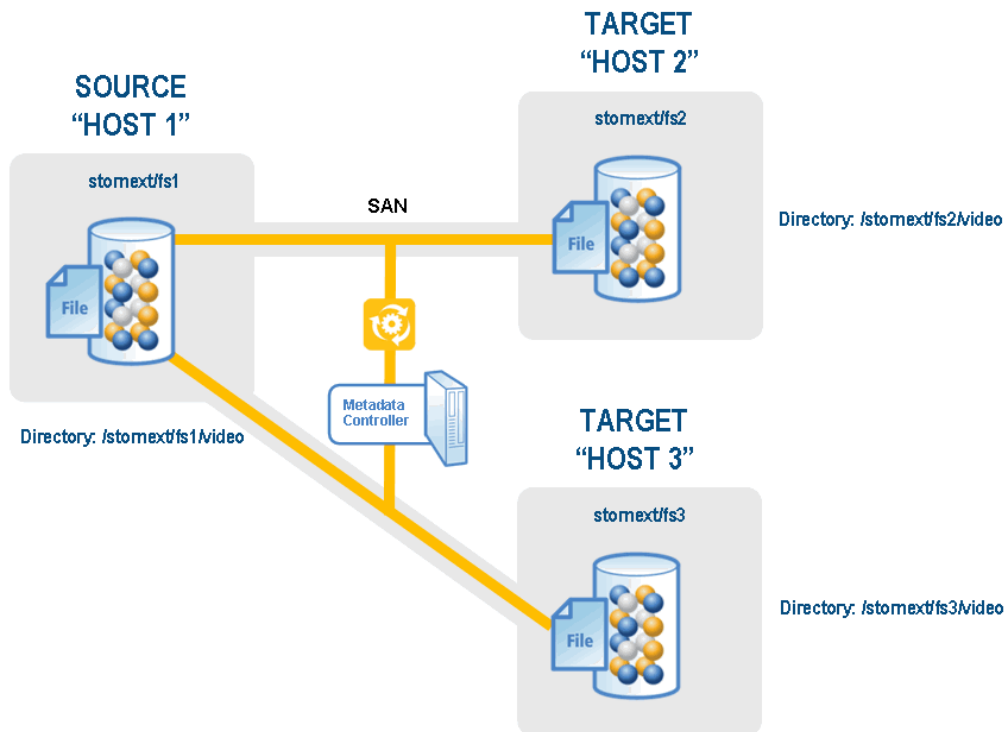 TARGET
“HOST 2”
SOURCE
“HOST 1”
stornext/fs2
stornext/fs1
SAN
Directory: /stornext/fs2/video
File
File
Metadata
Controller
TARGET
“HOST 3”
Directory: /stornext/fs1/video
stornext/fs3
Directory: /stornext/fs3/video
File